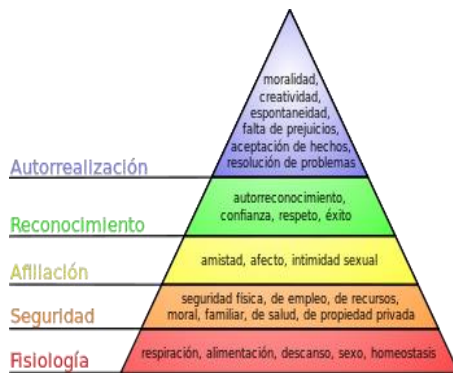 moralidad,
creatividad,
espontaneidad,
falta de prejuicios,
aceptación de hechos,
resolución de problemas
Autorrealización
autorreconocimiento,
confianza, respeto, éxito
Reconocimiento
amistad, afecto, intimidad sexual
Afiliación
seguridad física, de empleo, de recursos,
moral, familiar, de salud, de propiedad privada
Seguridad
respiración, alimentación, descanso, sexo, homeostasis
Fisiología